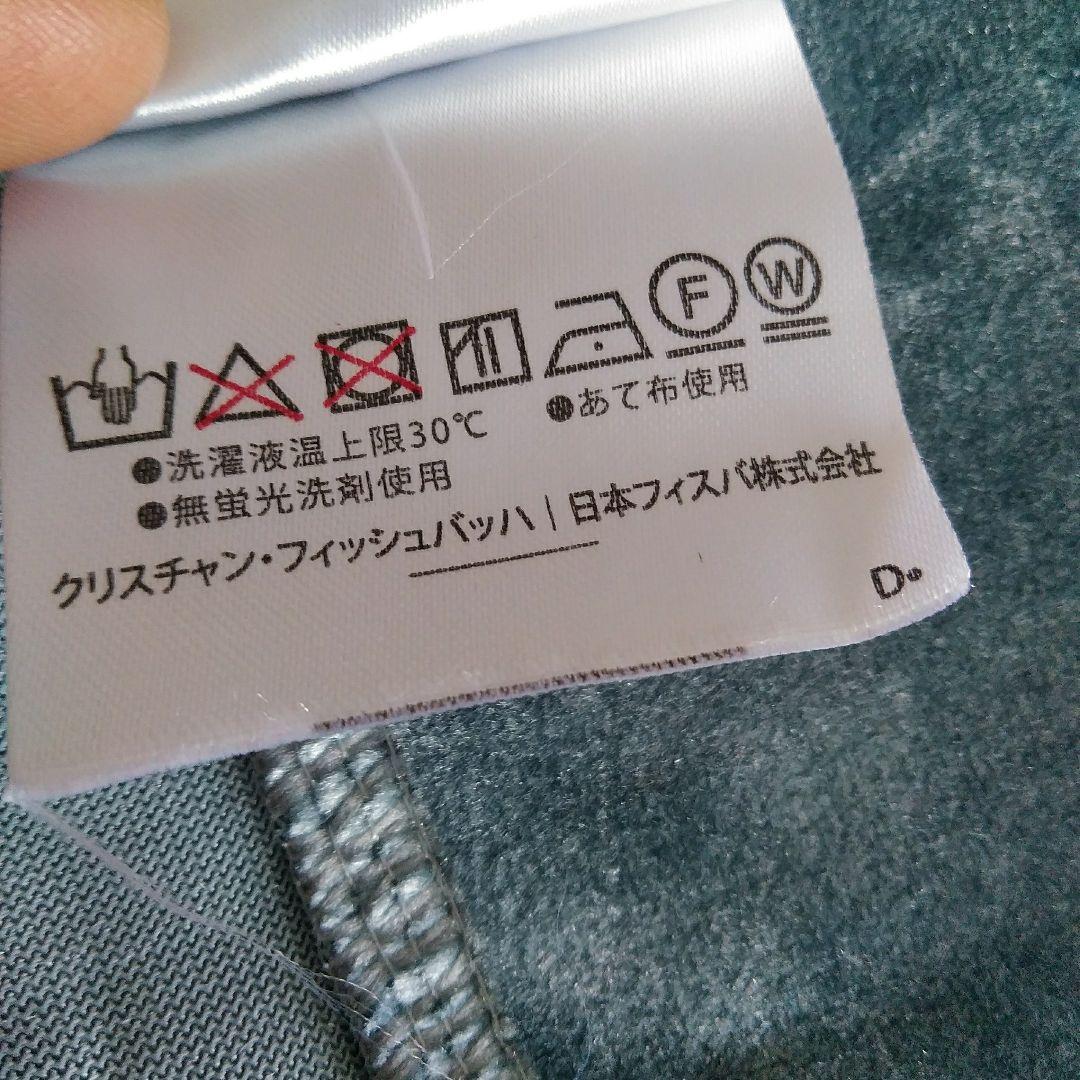 F W
●洗濯液温上限30℃ ●あて布使用
●無蛍光洗剤使用
クリスチャン・フィッシュバッハ | 日本フィスバ株式会社
D